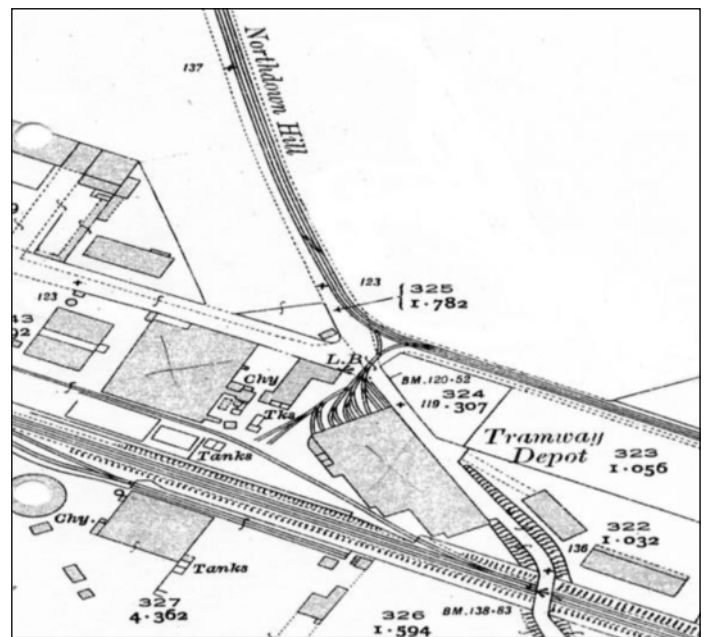 Northdown Hill
137
123
325
1·782
123
L.B.
BM.120·52
324
·307
119
Chy
Tks
Tanks
Tramway
Depot
323
1·056
322
1·032
136
Chy.
Tanks
327
4·362
326
1·594
BM.138·83